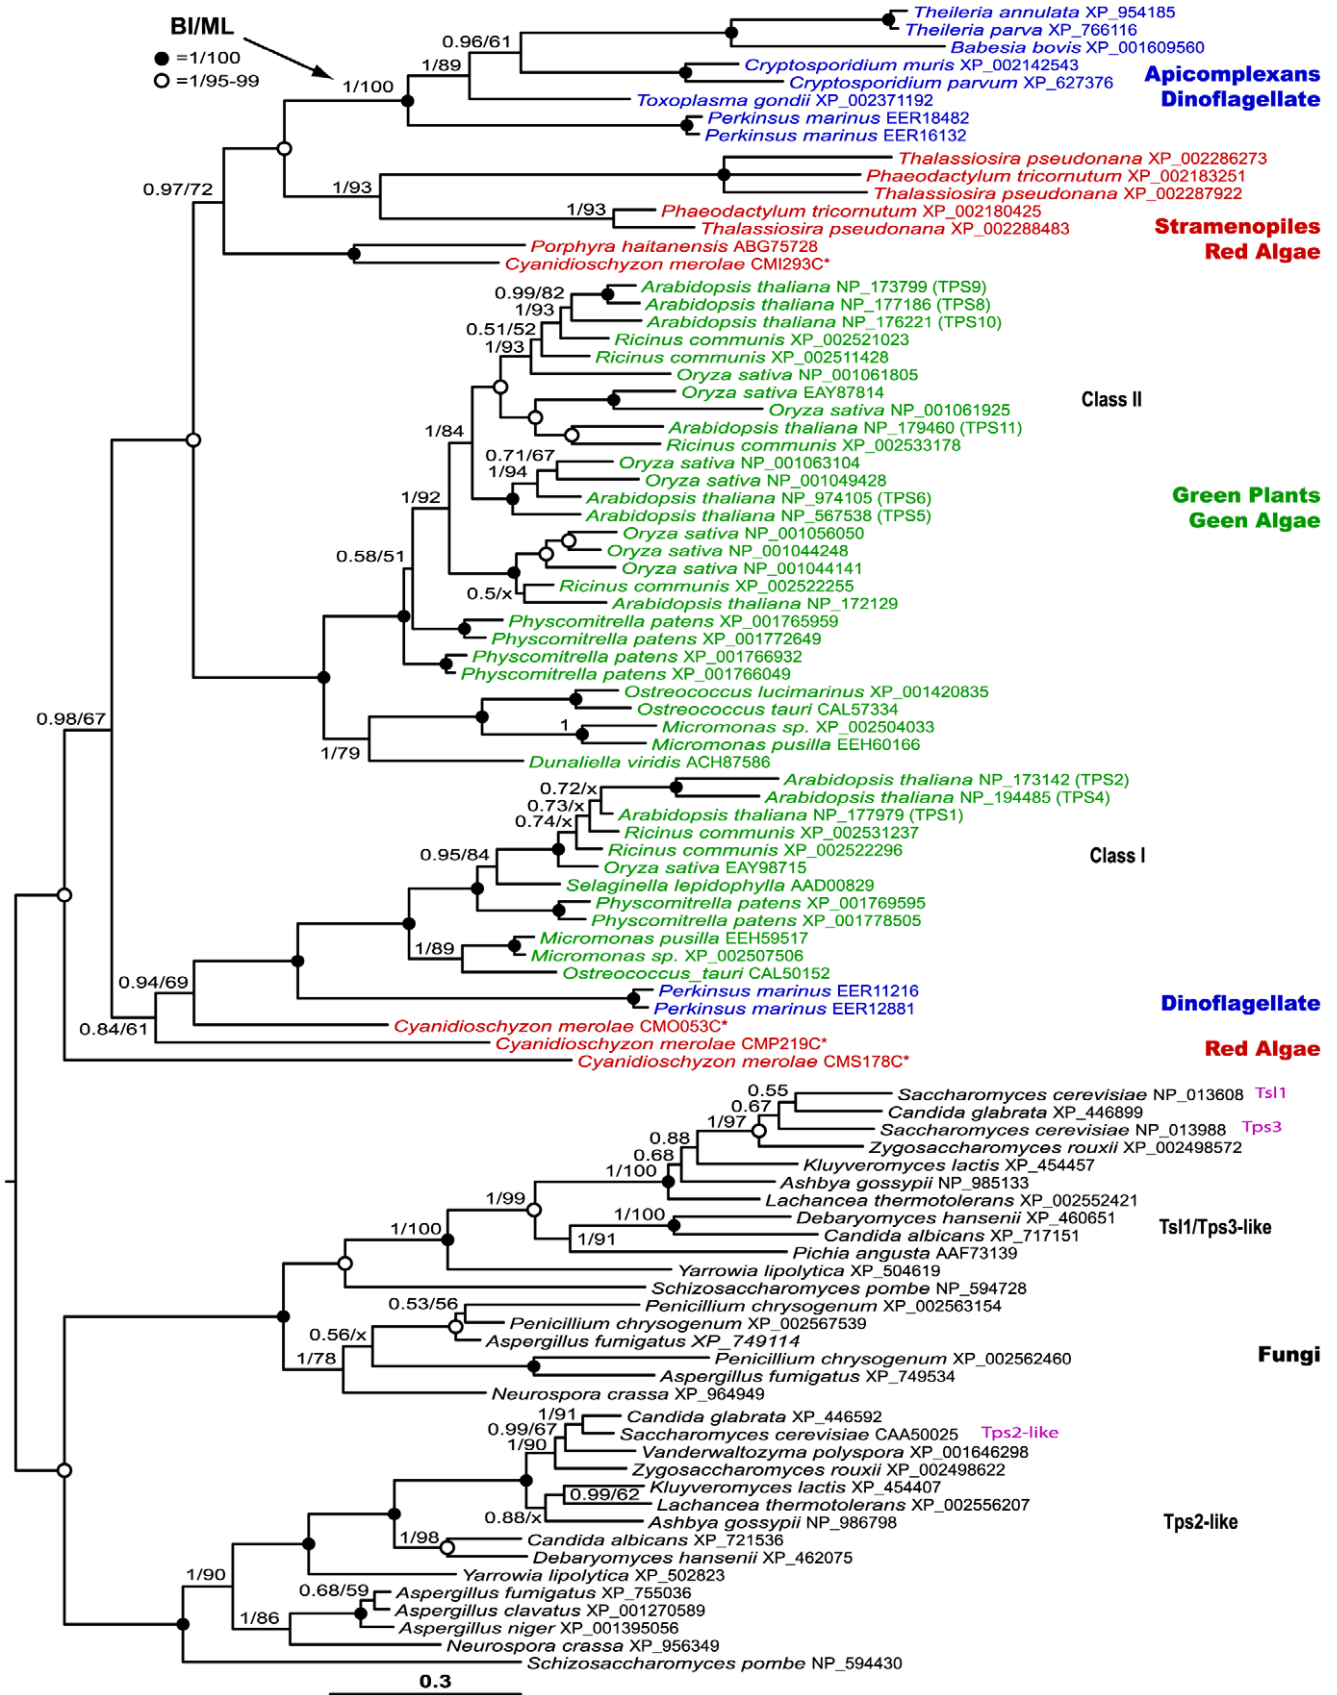 BI/ML
=1/100
=1/95-99
Theileria annulata XP_954185
Theileria parva XP_766116
0.96/61
Babesia bovis XP_001609560
1/89
Cryptosporidium muris XP_002142543
Cryptosporidium parvum XP_627376
Apicomplexans
Dinoflagellate
1/100
Toxoplasma gondii XP_002371192
Perkinsus marinus EER18482
Perkinsus marinus EER16132
Thalassiosira pseudonana XP_002286273
Phaeodactylum tricornutum XP_002183251
0.97/72
1/93
Thalassiosira pseudonana XP_002287922
1/93
Phaeodactylum tricornutum XP_002180425
Thalassiosira pseudonana XP_002288483
Stramenopiles
Red Algae
Porphyra haitanensis ABG75728
Cyanidioschyzon merolae CMI293C*
Arabidopsis thaliana NP_173799 (TPS9)
0.99/82
Arabidopsis thaliana NP_177186 (TPS8)
1/93
Arabidopsis thaliana NP_176221 (TPS10)
0.51/52
Ricinus communis XP_002521023
1/93
Ricinus communis XP_002511428
Oryza sativa NP_001061805
Oryza sativa EAY87814
Class II
Oryza sativa NP_001061925
1/84
Arabidopsis thaliana NP_179460 (TPS11)
Ricinus communis XP_002533178
0.71/67
Oryza sativa NP_001063104
1/94
Oryza sativa NP_001049428
1/92
Arabidopsis thaliana NP_974105 (TPS6)
Green Plants
Geen Algae
Arabidopsis thaliana NP_567538 (TPS5)
Oryza sativa NP_001056050
0.58/51
Oryza sativa NP_001044248
Oryza sativa NP_001044141
Ricinus communis XP_002522255
0.5/x
Arabidopsis thaliana NP_172129
Physcomitrella patens XP_001765959
Physcomitrella patens XP_001772649
Physcomitrella patens XP_001766932
Physcomitrella patens XP_001766049
Ostreococcus lucimarinus XP_001420835
Ostreococcus tauri CAL57334
0.98/67
1
Micromonas sp. XP_002504033
1/79
Micromonas pusilla EEH60166
Dunaliella viridis ACH87586
Arabidopsis thaliana NP_173142 (TPS2)
0.72/x
Arabidopsis thaliana NP_194485 (TPS4)
0.73/x
Arabidopsis thaliana NP_177979 (TPS1)
0.74/x
Ricinus communis XP_002531237
0.95/84
Ricinus communis XP_002522296
Class I
Oryza sativa EAY98715
Selaginella lepidophylla AAD00829
Physcomitrella patens XP_001769595
Physcomitrella patens XP_001778505
1/89
Micromonas pusilla EEH59517
Micromonas sp. XP_002507506
Ostreococcus_tauri CAL50152
0.94/69
Perkinsus marinus EER11216
Perkinsus marinus EER12881
Dinoflagellate
0.84/61
Cyanidioschyzon merolae CMO053C*
Cyanidioschyzon merolae CMP219C*
Red Algae
Cyanidioschyzon merolae CMS178C*
0.55
Saccharomyces cerevisiae NP_013608 Tsl1
0.67
Candida glabrata XP_446899
1/97
Saccharomyces cerevisiae NP_013988 Tps3
0.88
Zygosaccharomyces rouxii XP_002498572
0.68
Kluyveromyces lactis XP_454457
1/100
Ashbya gossypii NP_985133
1/99
Lachancea thermotolerans XP_002552421
1/100
Debaryomyces hansenii XP_460651
1/100
Candida albicans XP_717151
Tsl1/Tps3-like
1/91
Pichia angusta AAF73139
Yarrowia lipolytica XP_504619
Schizosaccharomyces pombe NP_594728
0.53/56
Penicillium chrysogenum XP_002563154
Penicillium chrysogenum XP_002567539
0.56/x
Aspergillus fumigatus XP_749114
1/78
Penicillium chrysogenum XP_002562460
Fungi
Aspergillus fumigatus XP_749534
Neurospora crassa XP_964949
1/91
Candida glabrata XP_446592
0.99/67
Saccharomyces cerevisiae CAA50025 Tps2-like
1/90
Vanderwaltozyma polyspora XP_001646298
Zygosaccharomyces rouxii XP_002498622
Kluyveromyces lactis XP_454407
0.99/62
Lachancea thermotolerans XP_002556207
0.88/x
Ashbya gossypii NP_986798
Tps2-like
1/98
Candida albicans XP_721536
Debaryomyces hansenii XP_462075
1/90
Yarrowia lipolytica XP_502823
0.68/59
Aspergillus fumigatus XP_755036
Aspergillus clavatus XP_001270589
1/86
Aspergillus niger XP_001395056
Neurospora crassa XP_956349
Schizosaccharomyces pombe NP_594430
0.3